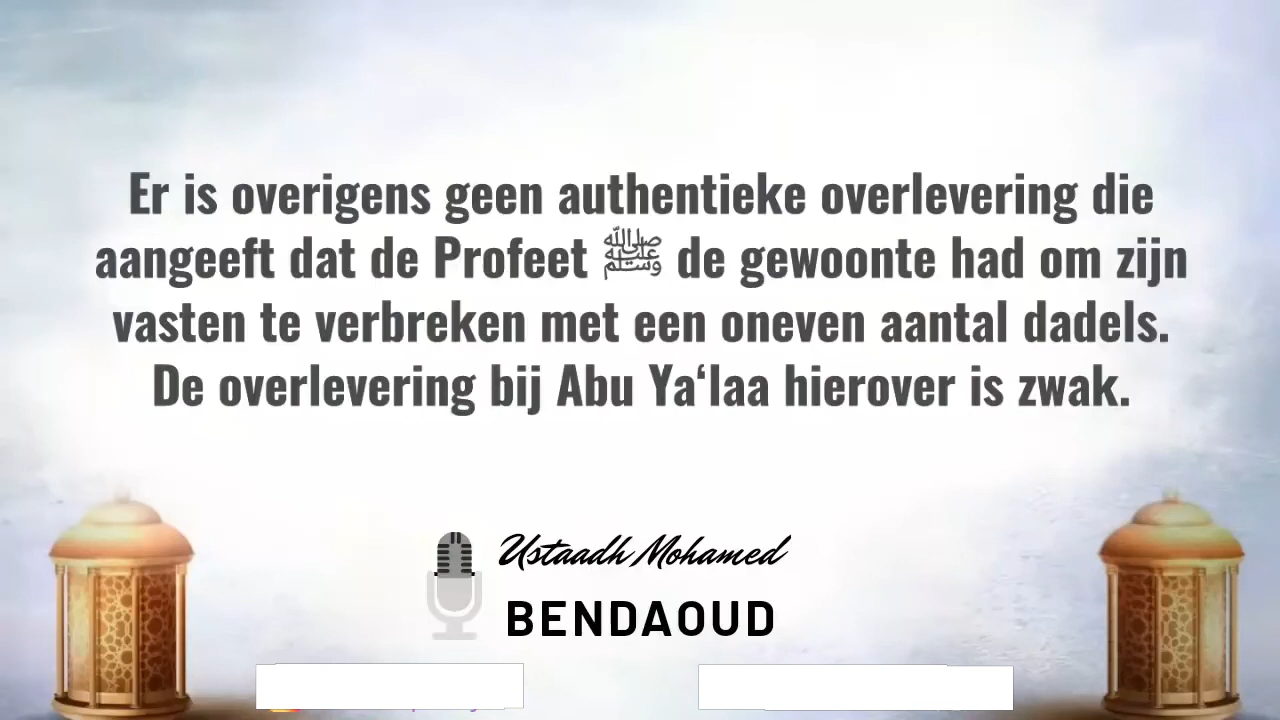 Er is overigens geen authentieke overlevering die
aangeeft dat de Profeet ﷺ de gewoonte had om zijn
vasten te verbreken met een oneven aantal dadels.
De overlevering bij Abu Ya‘laa hierover is zwak.
Ustaadh Mohamed
BENDAOUD